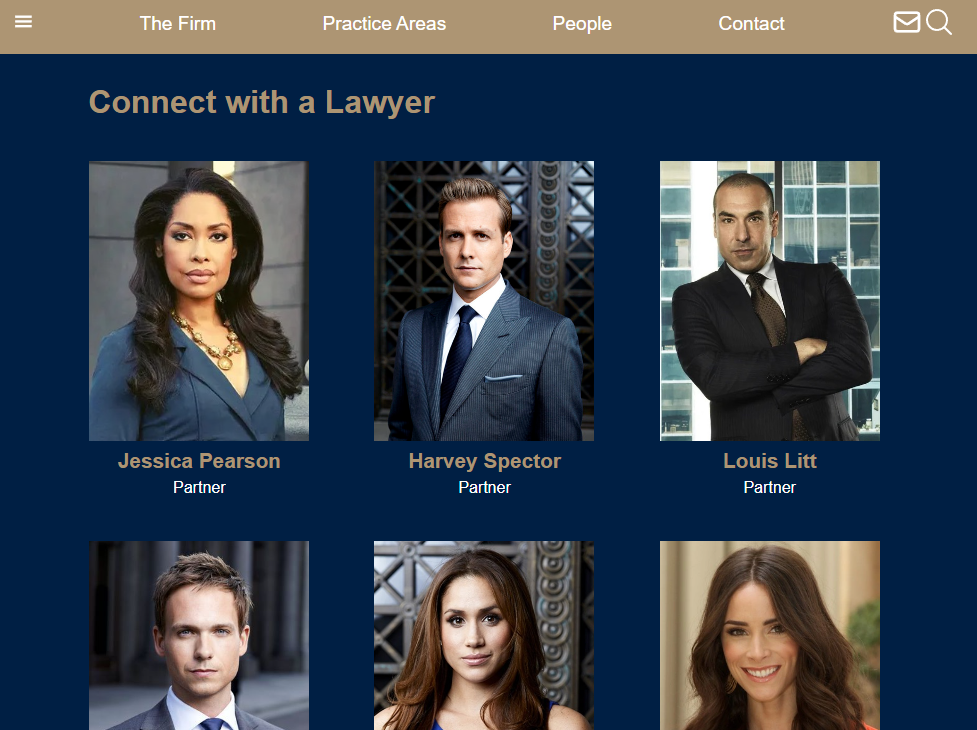 The Firm Practice Areas People Contact
Connect with a Lawyer
Jessica Pearson Harvey Spector Louis Litt
Partner Partner Partner